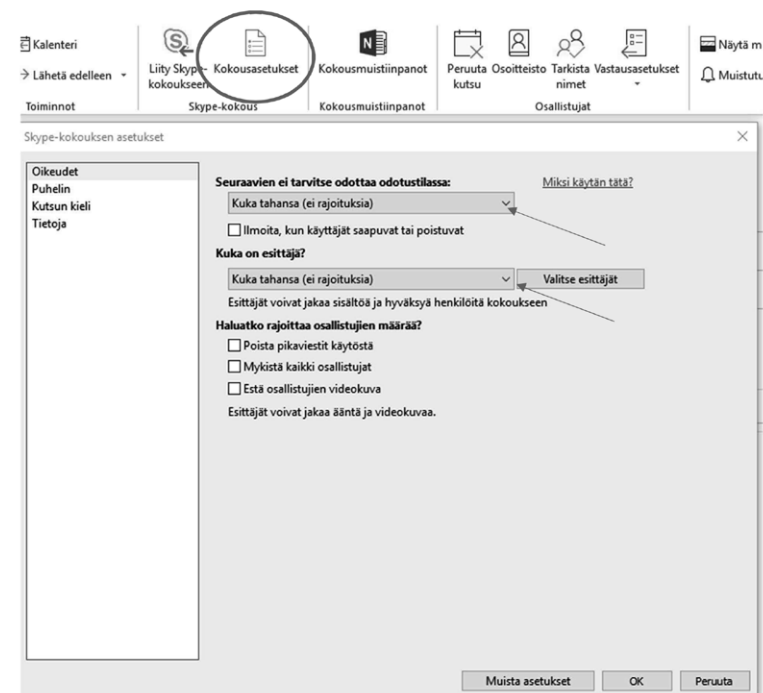 Kalenteri
Lähetä edelleen
Toiminnot
Liity Skype-
kokoukseen
Kokousasetukset
Skype-kokous
Kokousmuistiinpanot
Kokousmuistiinpanot
Peruuta
kutsu
Osoitteisto
Tarkista
nimet
Vastausasetukset
Osallistujat
Näytä
Skype-kokouksen asetukset
Oikeudet
Puhelin
Kutsun kieli
Tietoja
Seuraavien ei tarvitse odottaa odotustilassa:
Miksi käytän tätä?
Kuka tahansa (ei rajoituksia)
Ilmoita, kun käyttäjät saapuvat tai poistuvat
Kuka on esittäjä?
Kuka tahansa (ei rajoituksia)
Valitse esittäjät
Esittäjät voivat jakaa sisältöä ja hyväksyä henkilöitä kokoukseen
Haluatko rajoittaa osallistujien määrää?
Poista pikaviestit käytöstä
Mykistä kaikki osallistujat
Estä osallistujien videokuva
Esittäjät voivat jakaa ääntä ja videokuvaa.
Muista asetukset
OK
Peruuta